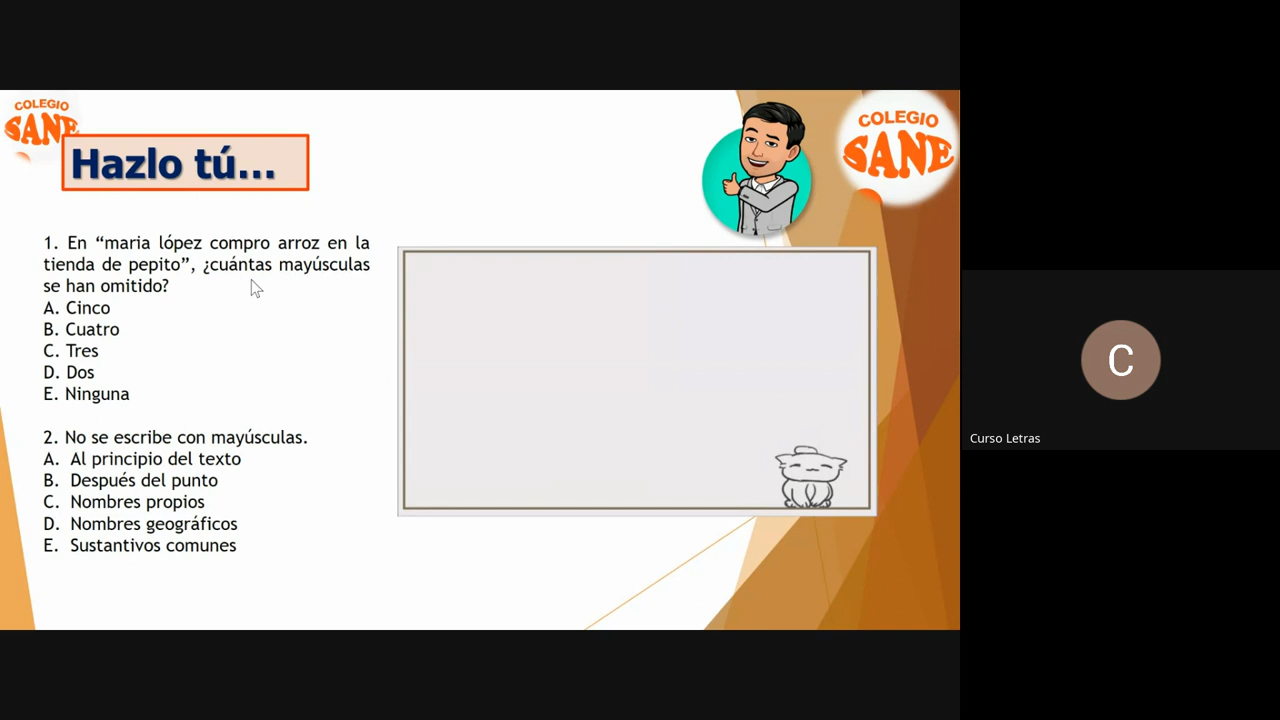 COLEGIO
SANE
Hazlo tú...
COLEGIO
SANE
1. En “maria lópez compro arroz en la
tienda de pepito”, ¿cuántas mayúsculas
se han omitido?
A. Cinco
B. Cuatro
C. Tres
D. Dos
E. Ninguna
2. No se escribe con mayúsculas.
A. Al principio del texto
B. Después del punto
C. Nombres propios
D. Nombres geográficos
E. Sustantivos comunes
C
Curso Letras